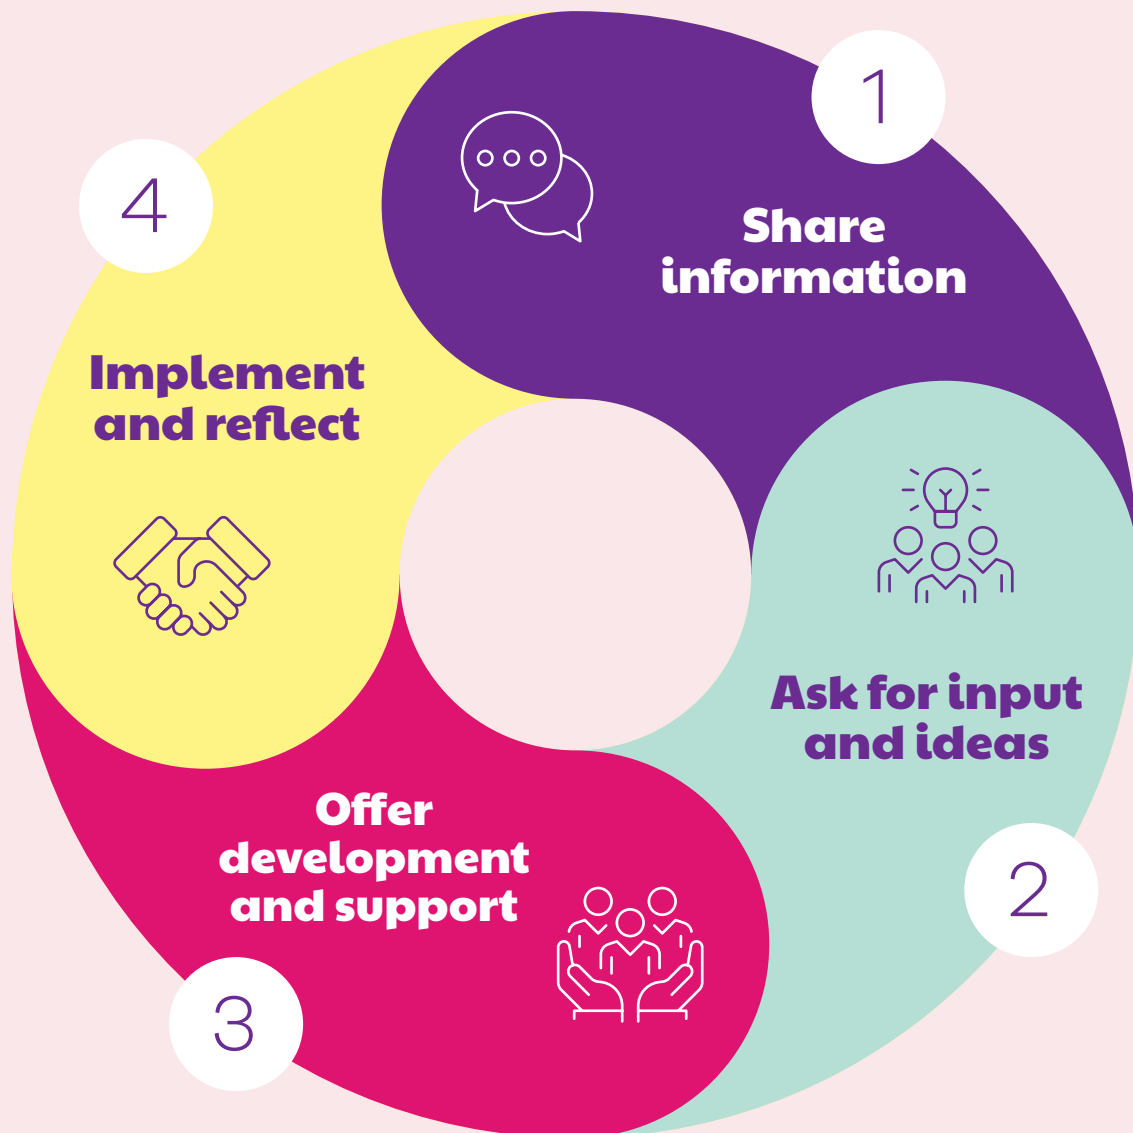 1
Share
information
2
Ask for input
and ideas
3
Offer
development
and support
4
Implement
and reflect